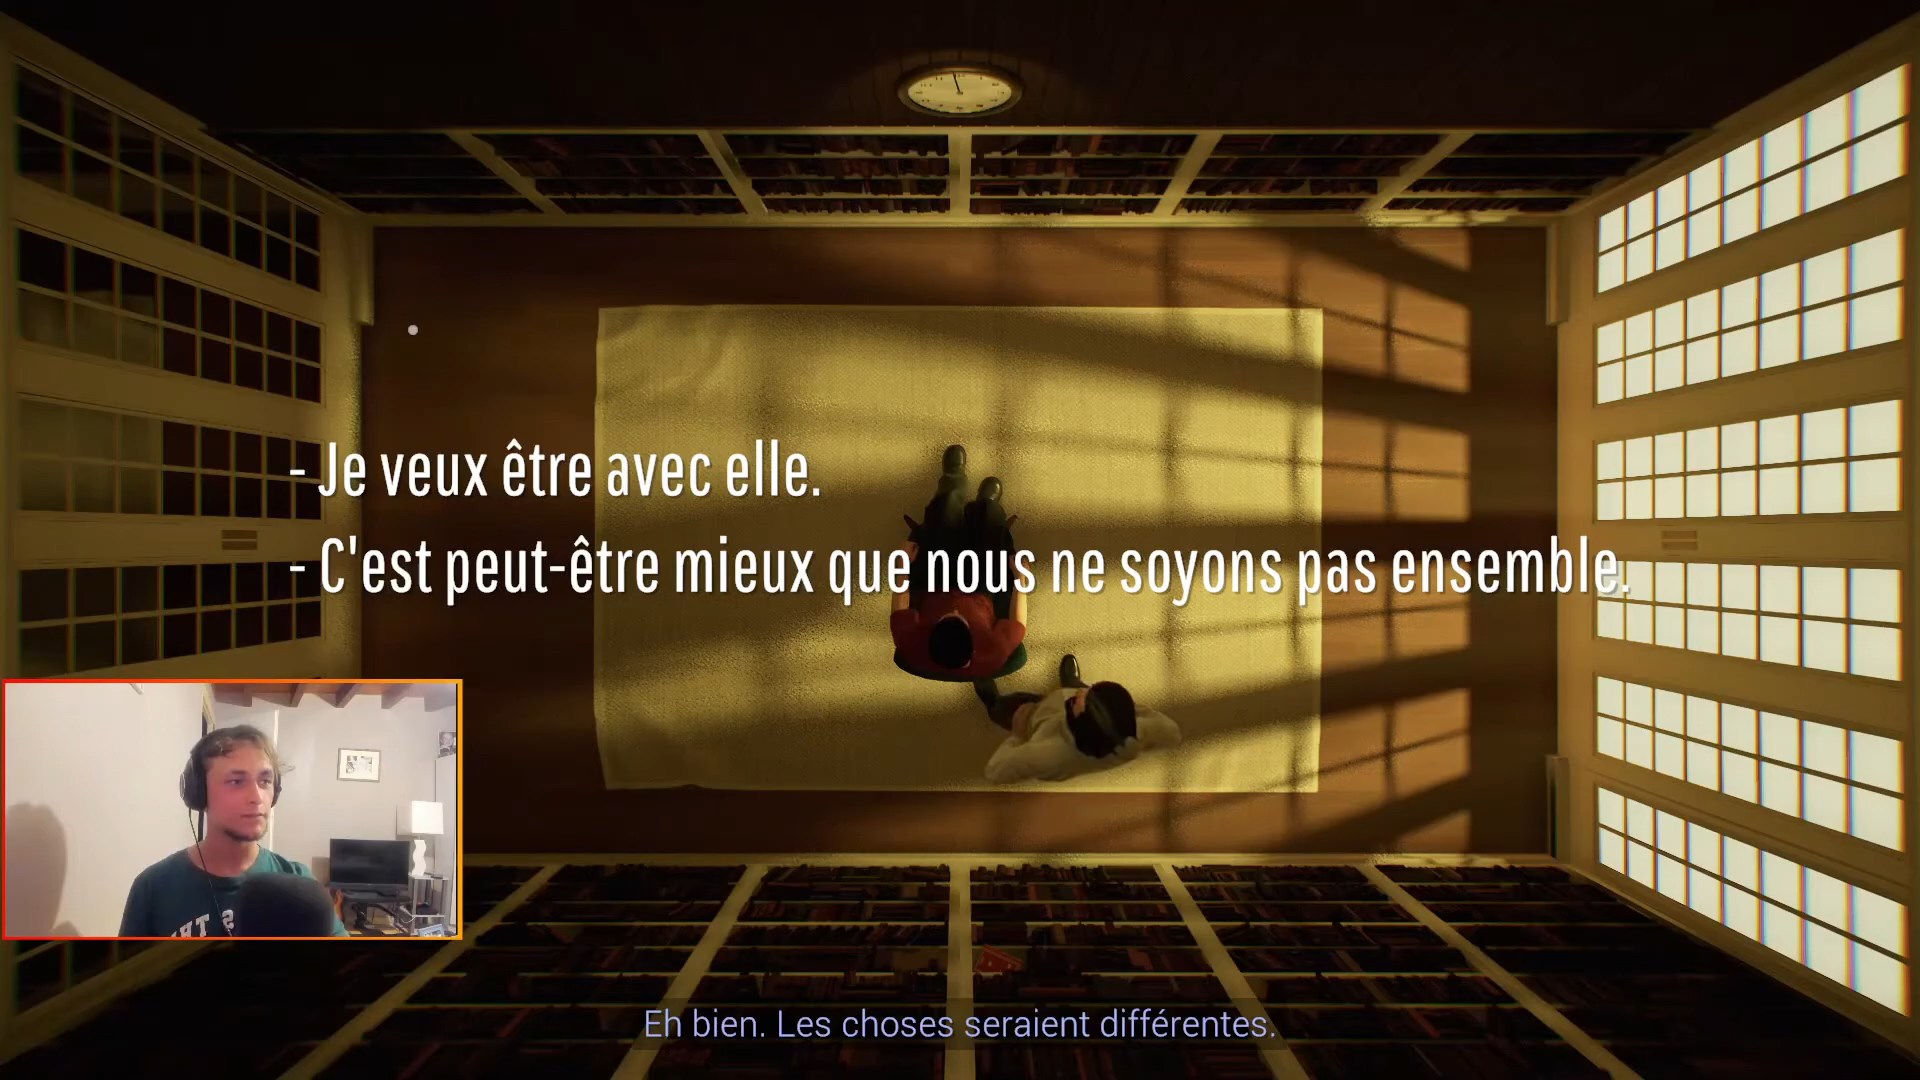 - Je veux être avec elle.
- C'est peut-être mieux que nous ne soyons pas ensemble.
Eh bien. Les choses seraient différentes.